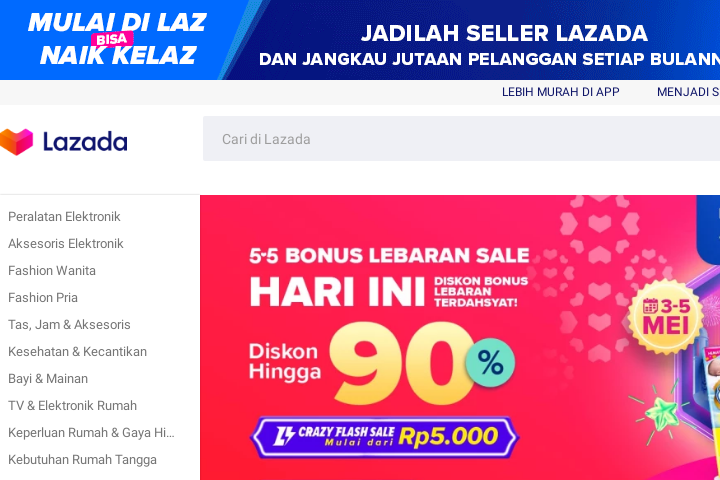 MULAI DI LAZ
BISA
NAIK KELAZ
JADILAH SELLER LAZADA
DAN JANGKAU JUTAAN PELANGGAN SETIAP BULANN
LEBIH MURAH DI APP
MENJADI S
Lazada
Cari di Lazada
Peralatan Elektronik
Aksesoris Elektronik
Fashion Wanita
Fashion Pria
Tas, Jam & Aksesoris
Kesehatan & Kecantikan
Bayi & Mainan
TV & Elektronik Rumah
Keperluan Rumah & Gaya Hi...
Kebutuhan Rumah Tangga
5-5 BONUS LEBARAN SALE
HARI INI
DISKON BONUS
LEBARAN
TERDAHSYAT!
3-5
MEI
Diskon
Hingga
90%
CRAZY FLASH SALE
Mulai dari
Rp5.000